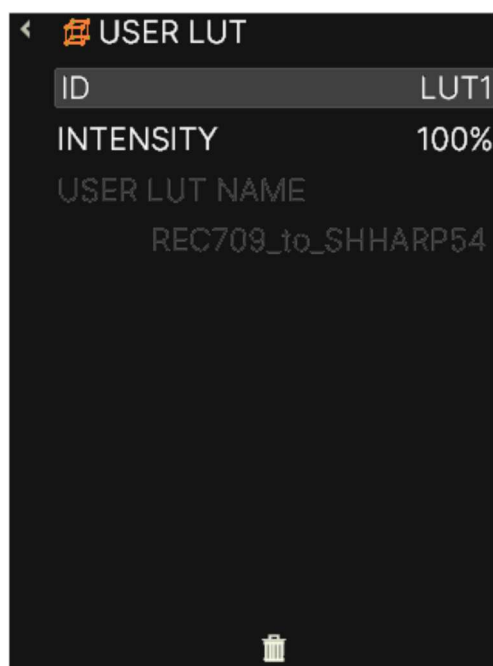 USER LUT
ID LUT1
INTENSITY 100%
USER LUT NAME
REC709_to_SHHARP54